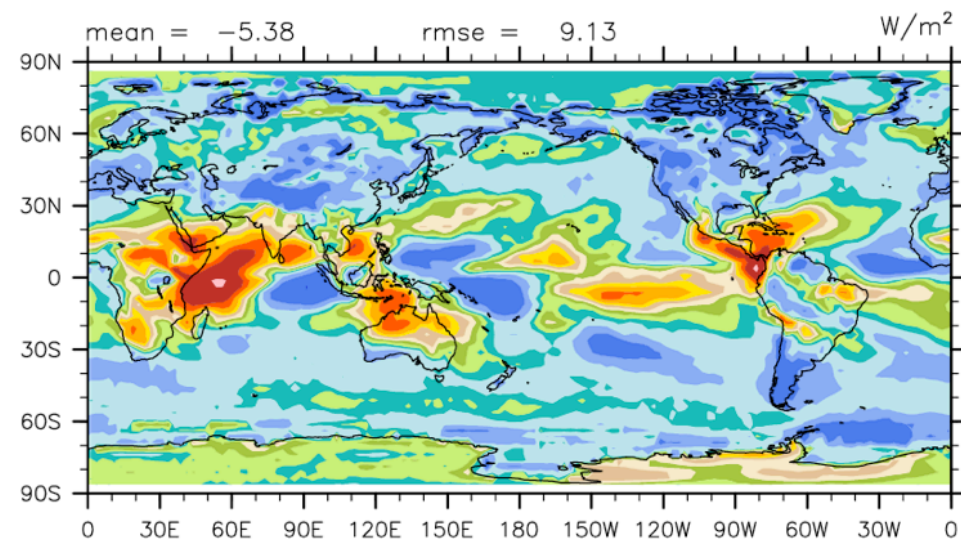 mean = −5.38 rmse = 9.13 W/m²
90N
60N
30N
0
30S
60S
90S
0 30E 60E 90E 120E 150E 180 150W 120W 90W 60W 30W 0